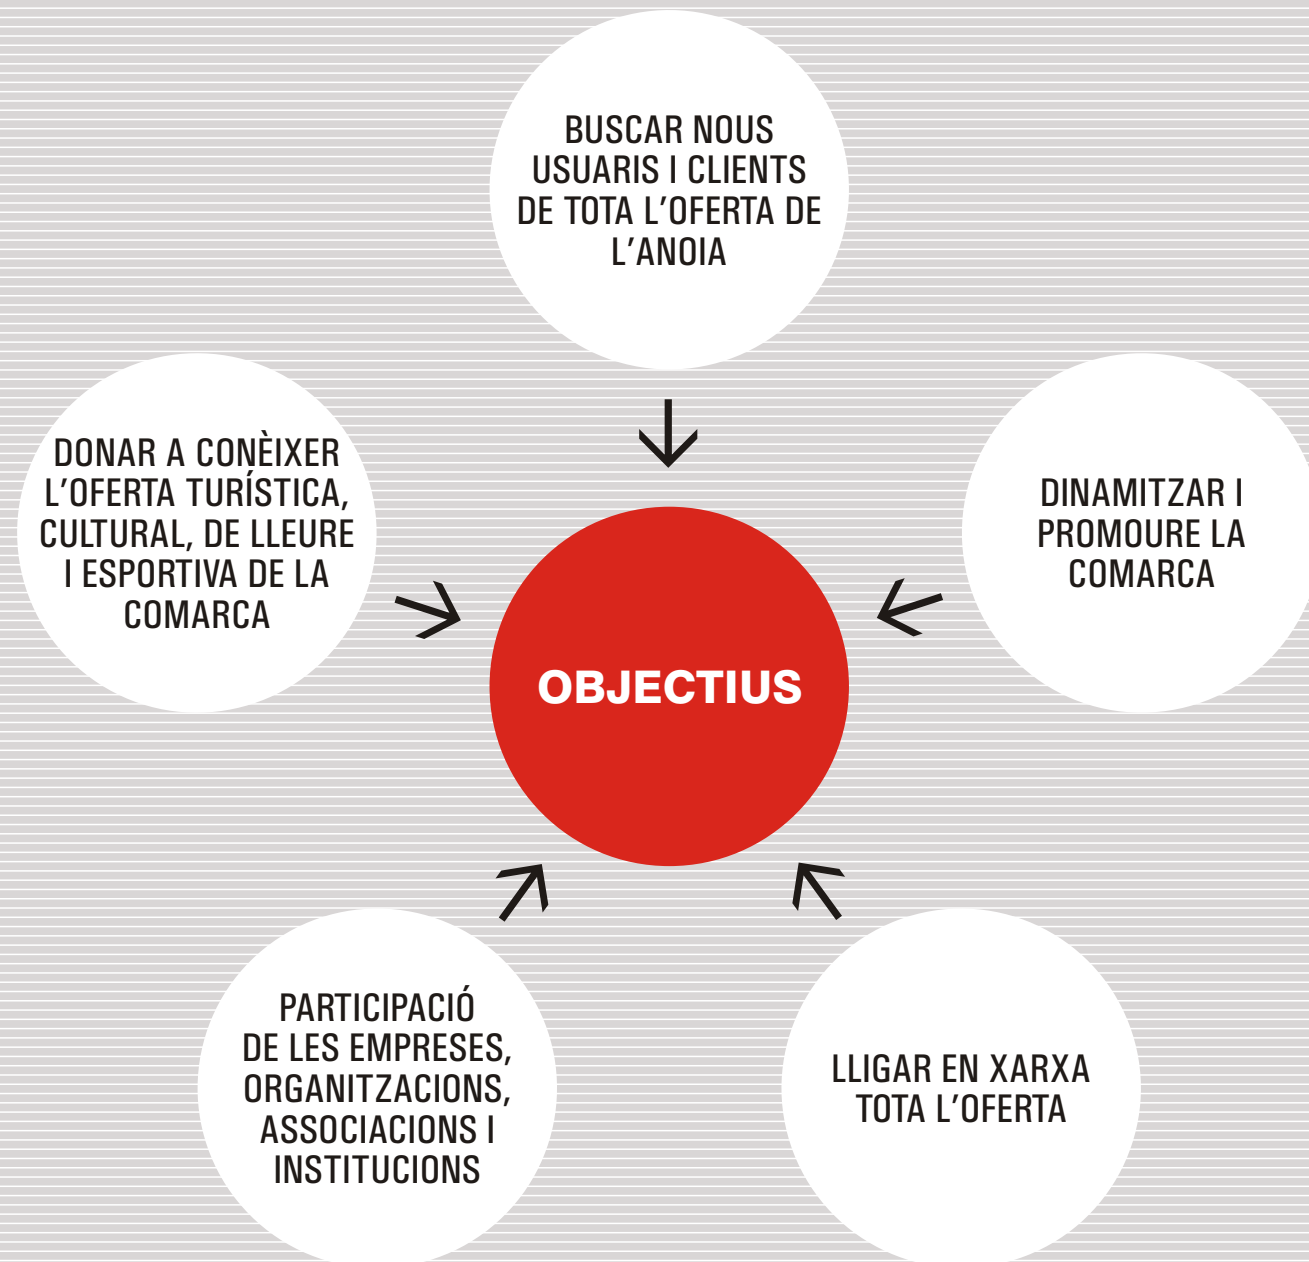 BUSCAR NOUS
USUARIS I CLIENTS
DE TOTA L’OFERTA DE
L’ANOIA
DONAR A CONÈIXER
L’OFERTA TURÍSTICA,
CULTURAL, DE LLEURE
I ESPORTIVA DE LA
COMARCA
DINAMITZAR I
PROMOURE LA
COMARCA
OBJECTIUS
PARTICIPACIÓ
DE LES EMPRESES,
ORGANITZACIONS,
ASSOCIACIONS I
INSTITUCIONS
LLIGAR EN XARXA
TOTA L’OFERTA